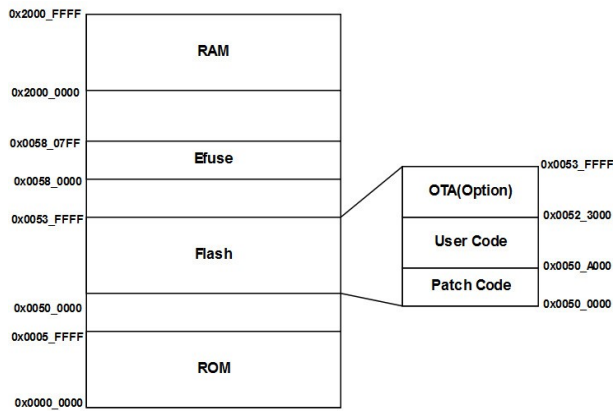 0x2000_FFFF
RAM
0x2000_0000
0x0058_07FF
Efuse
0x0058_0000
0x0053_FFFF
Flash
0x0050_0000
0x0005_FFFF
ROM
0x0000_0000
0x0053_FFFF
OTA(Option)
0x0052_3000
User Code
0x0050_A000
Patch Code
0x0050_0000